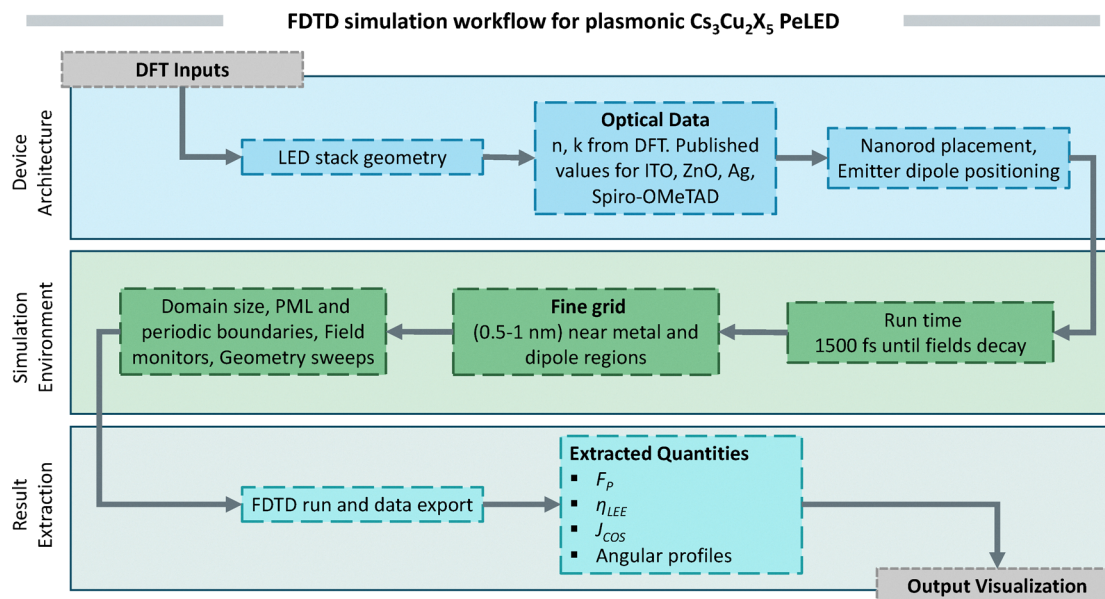 FDTD simulation workflow for plasmonic Cs₃Cu₂X₅ PeLED
DFT Inputs
Device
Architecture
LED stack geometry
Optical Data
n, k from DFT. Published
values for ITO, ZnO, Ag,
Spiro-OMeTAD
Nanorod placement,
Emitter dipole positioning
Simulation
Environment
Domain size, PML and
periodic boundaries, Field
monitors, Geometry sweeps
Fine grid
(0.5-1 nm) near metal and
dipole regions
Run time
1500 fs until fields decay
Result
Extraction
FDTD run and data export
Extracted Quantities
▪ F_P
▪ η_LEE
▪ J_COS
▪ Angular profiles
Output Visualization